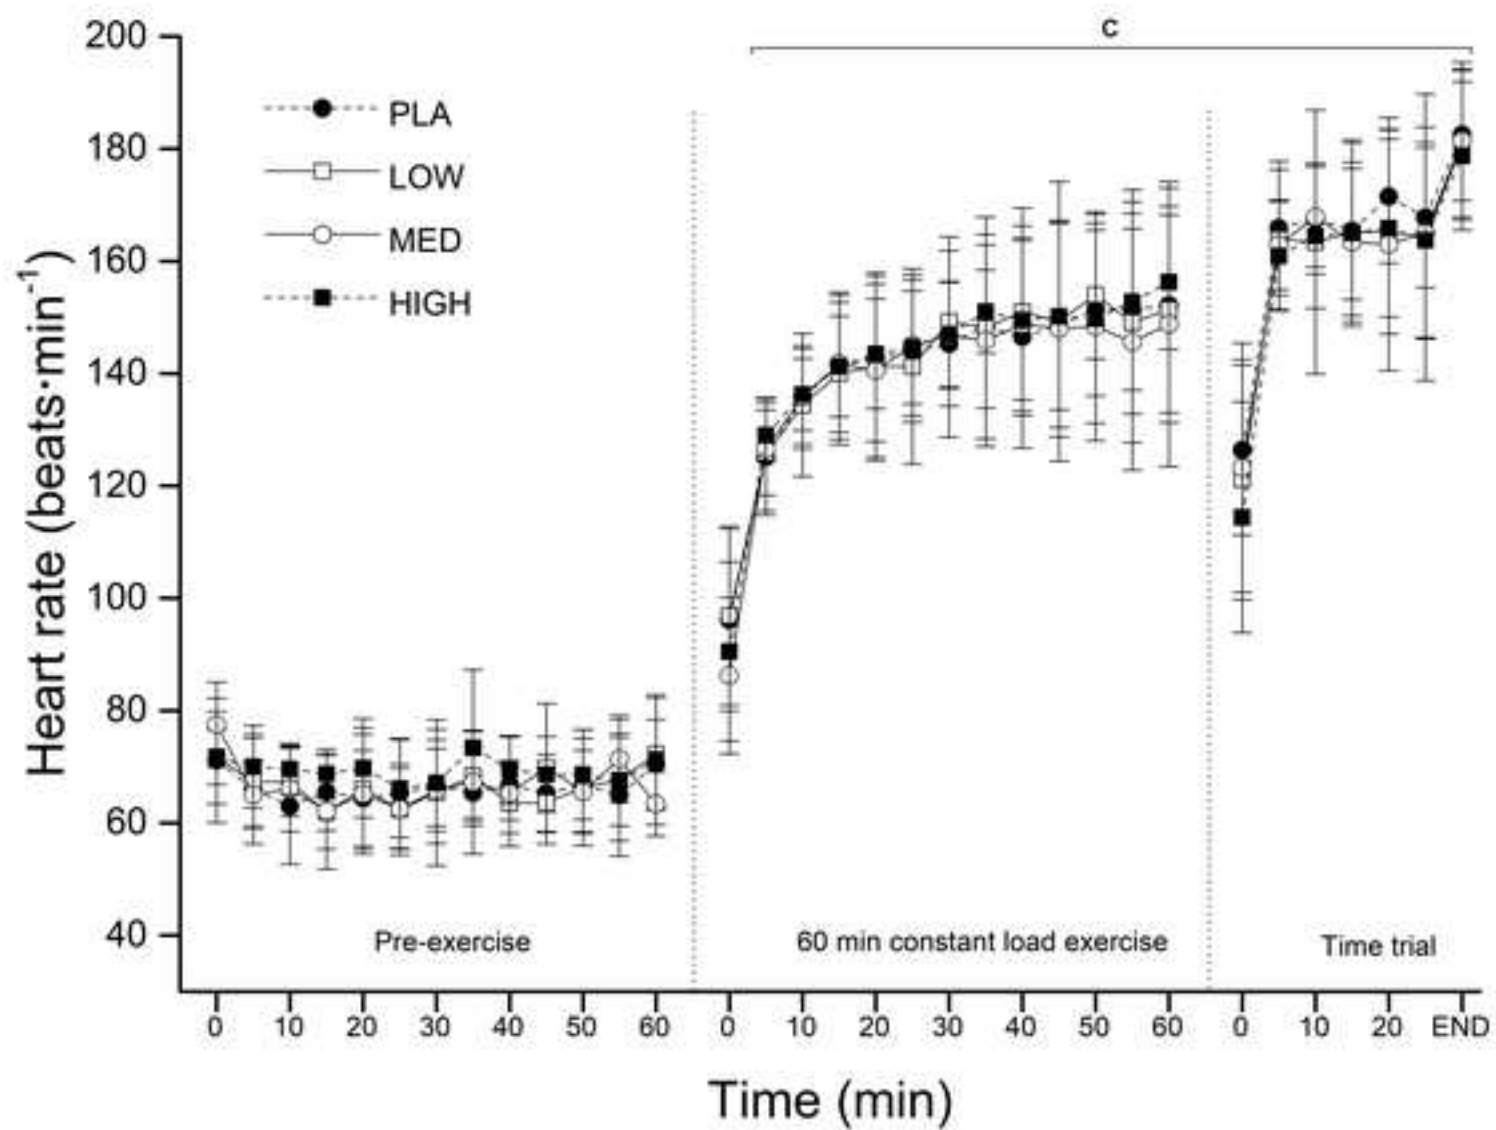 c
200
180
160
140
120
100
80
60
40
Heart rate (beats·min⁻¹)
PLA
LOW
MED
HIGH
Pre-exercise
60 min constant load exercise
Time trial
0 10 20 30 40 50 60 0 10 20 30 40 50 60 0 10 20 END
Time (min)